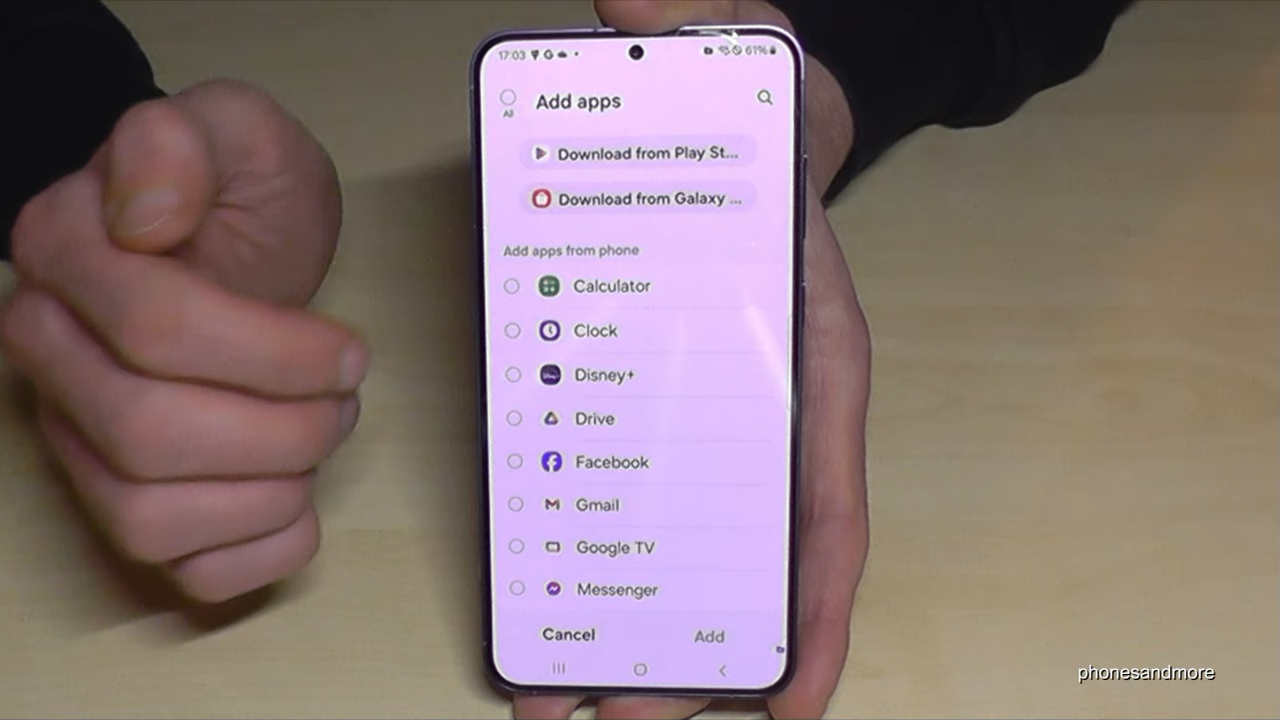 17:03
61%
All
Add apps
Download from Play St...
Download from Galaxy ...
Add apps from phone
Calculator
Clock
Disney+
Drive
Facebook
Gmail
Google TV
Messenger
Cancel
Add
phonesandmore